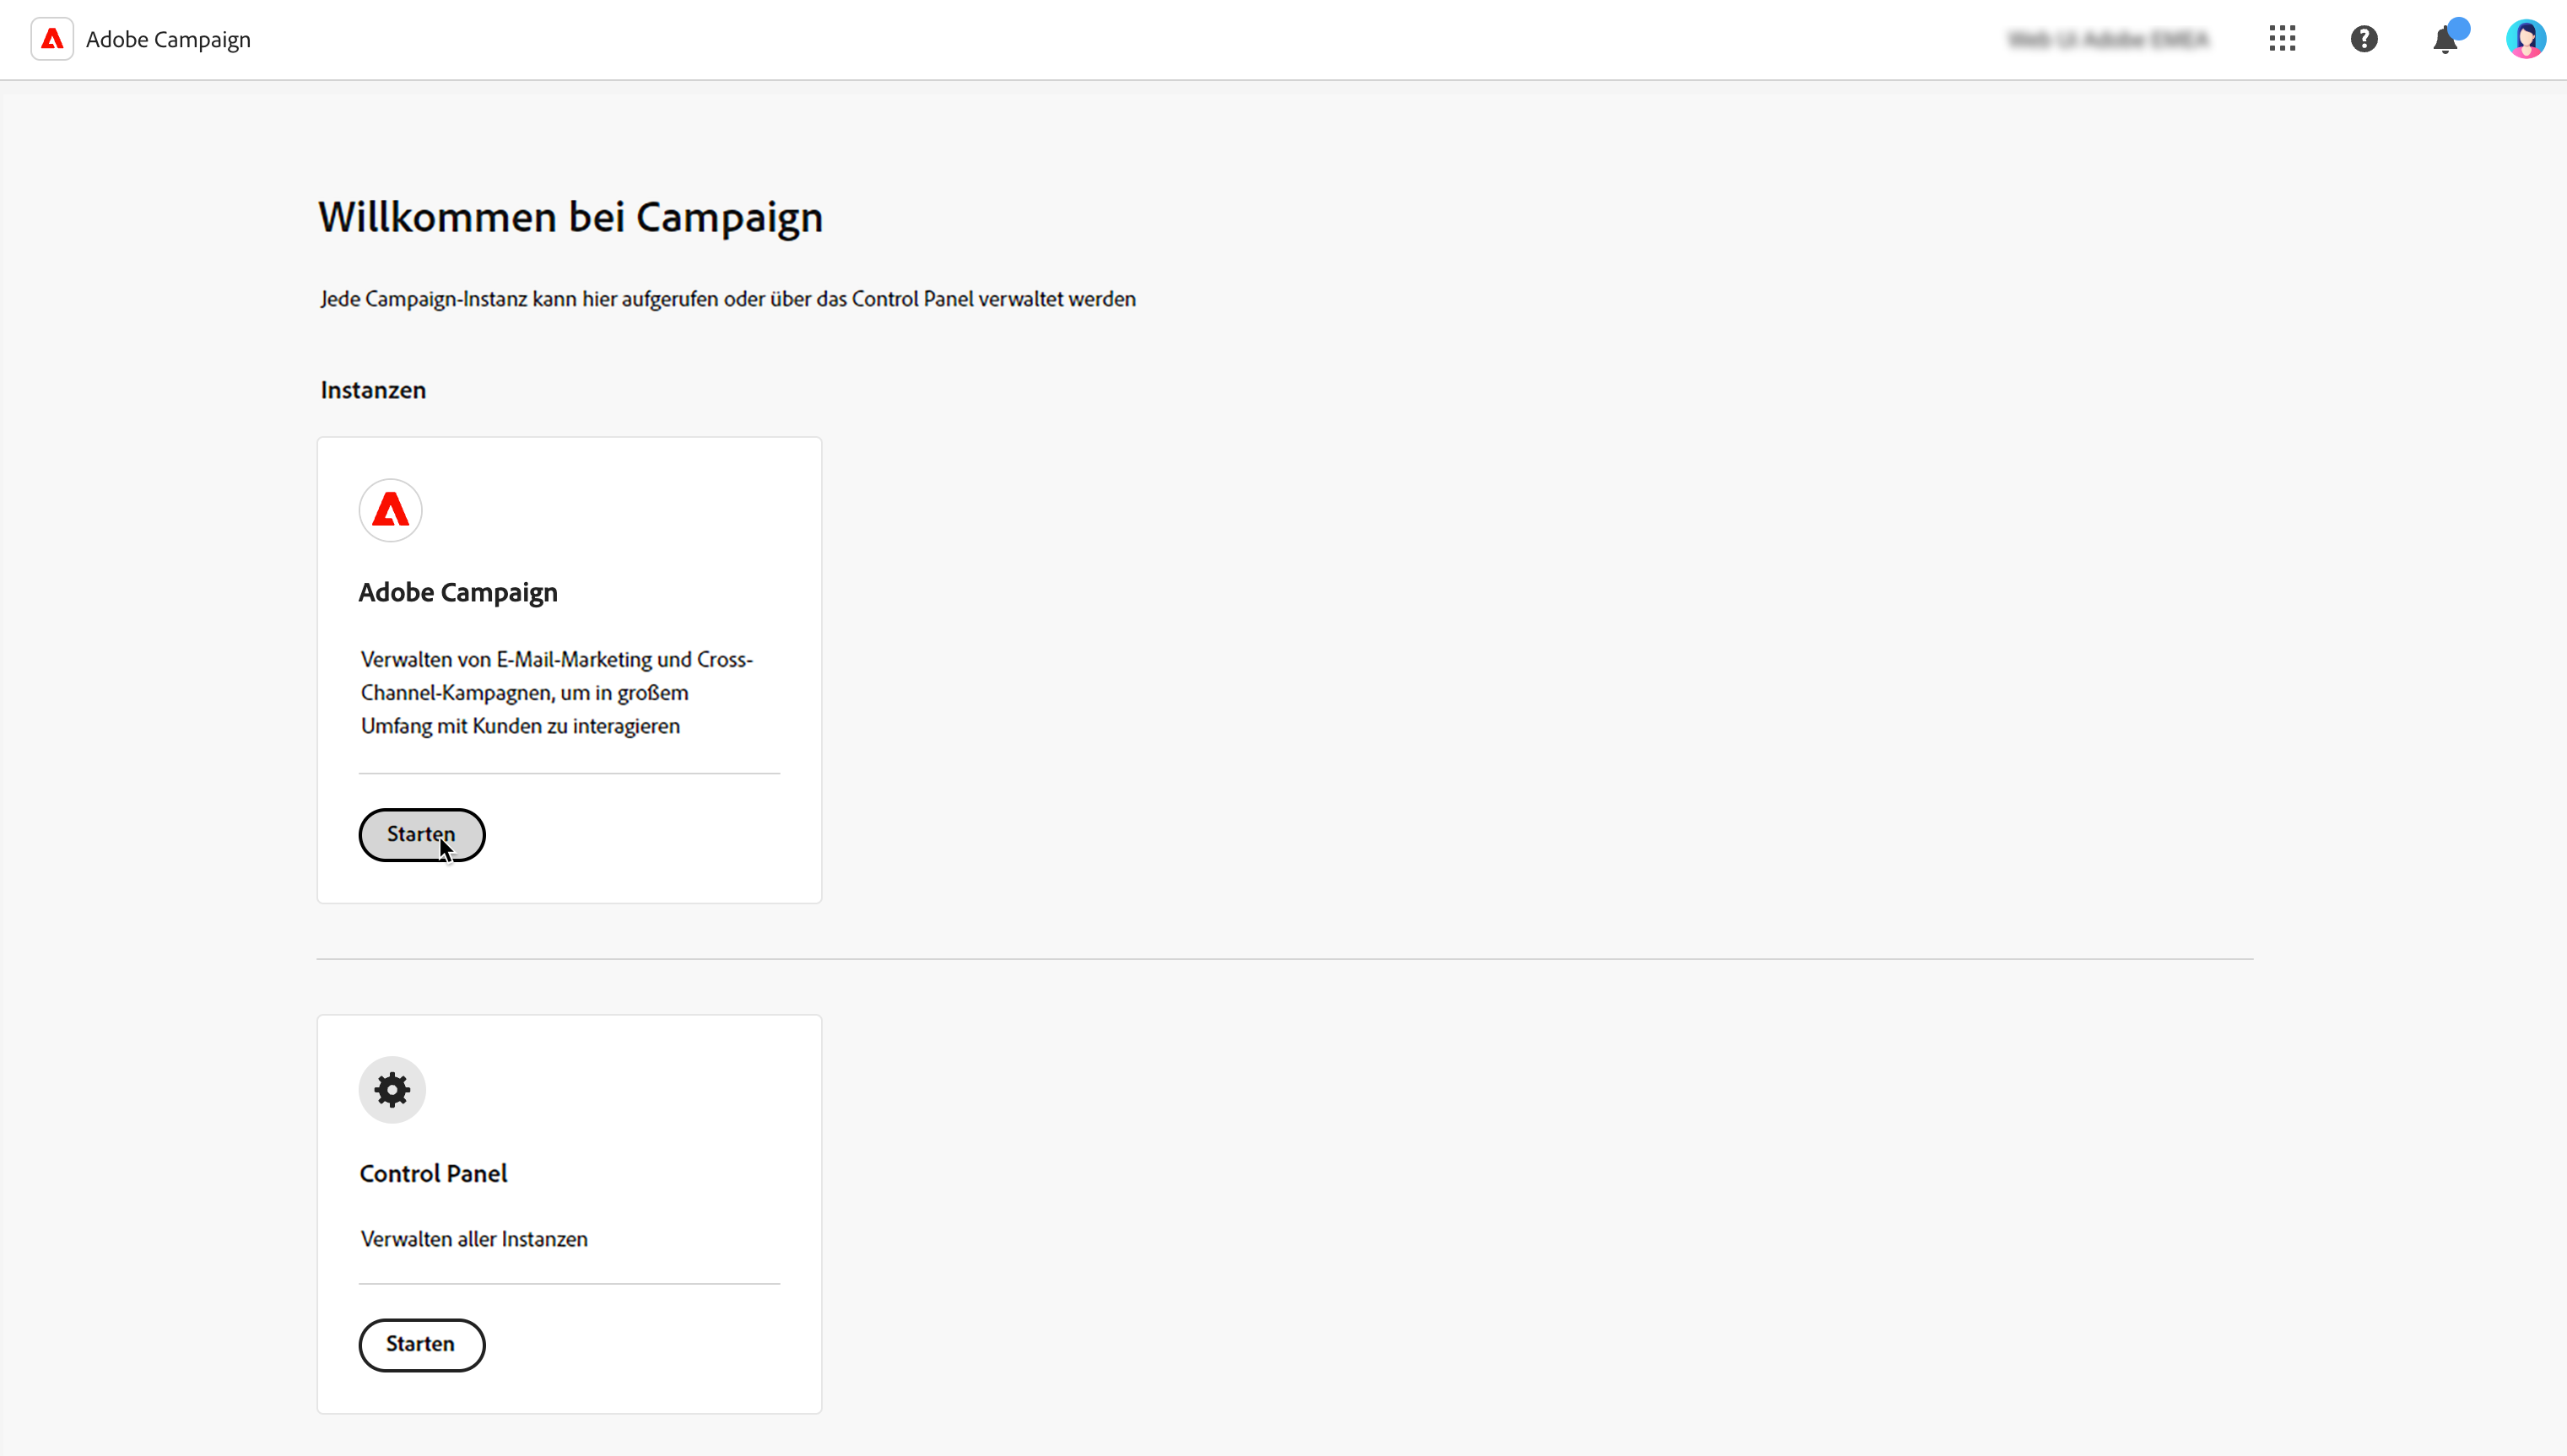 Adobe Campaign
Willkommen bei Campaign
Jede Campaign-Instanz kann hier aufgerufen oder über das Control Panel verwaltet werden
Instanzen
Adobe Campaign
Verwalten von E-Mail-Marketing und Cross-
Channel-Kampagnen, um in großem
Umfang mit Kunden zu interagieren
Starten
Control Panel
Verwalten aller Instanzen
Starten